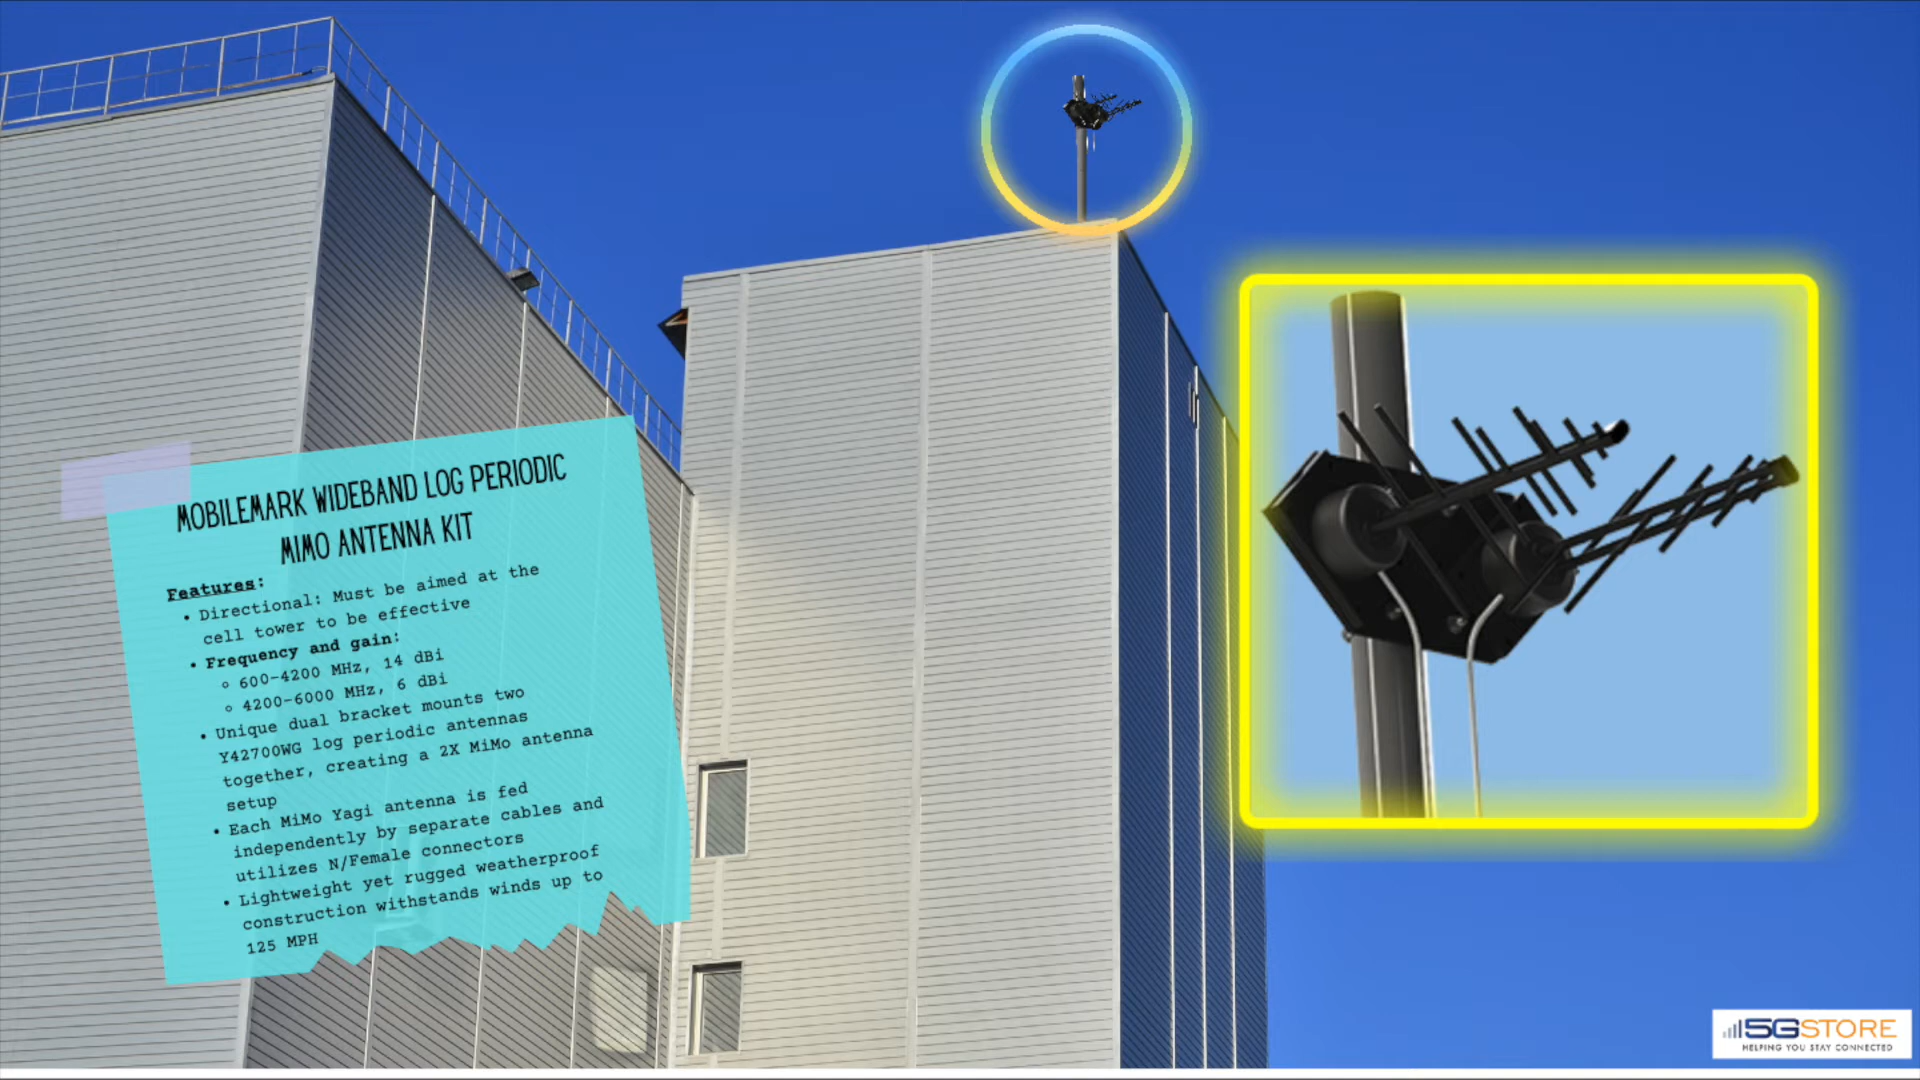 MOBILEMARK WIDEBAND LOG PERIODIC
MIMO ANTENNA KIT
Features:
• Directional: Must be aimed at the
cell tower to be effective
• Frequency and gain:
◦ 600-4200 MHz, 14 dBi
◦ 4200-6000 MHz, 6 dBi
• Unique dual bracket mounts two
Y42700WG log periodic antennas
together, creating a 2X MiMo antenna
setup
• Each MiMo Yagi antenna is fed
independently by separate cables and
utilizes N/Female connectors
• Lightweight yet rugged weatherproof
construction withstands winds up to
125 MPH
5GSTORE
HELPING YOU STAY CONNECTED